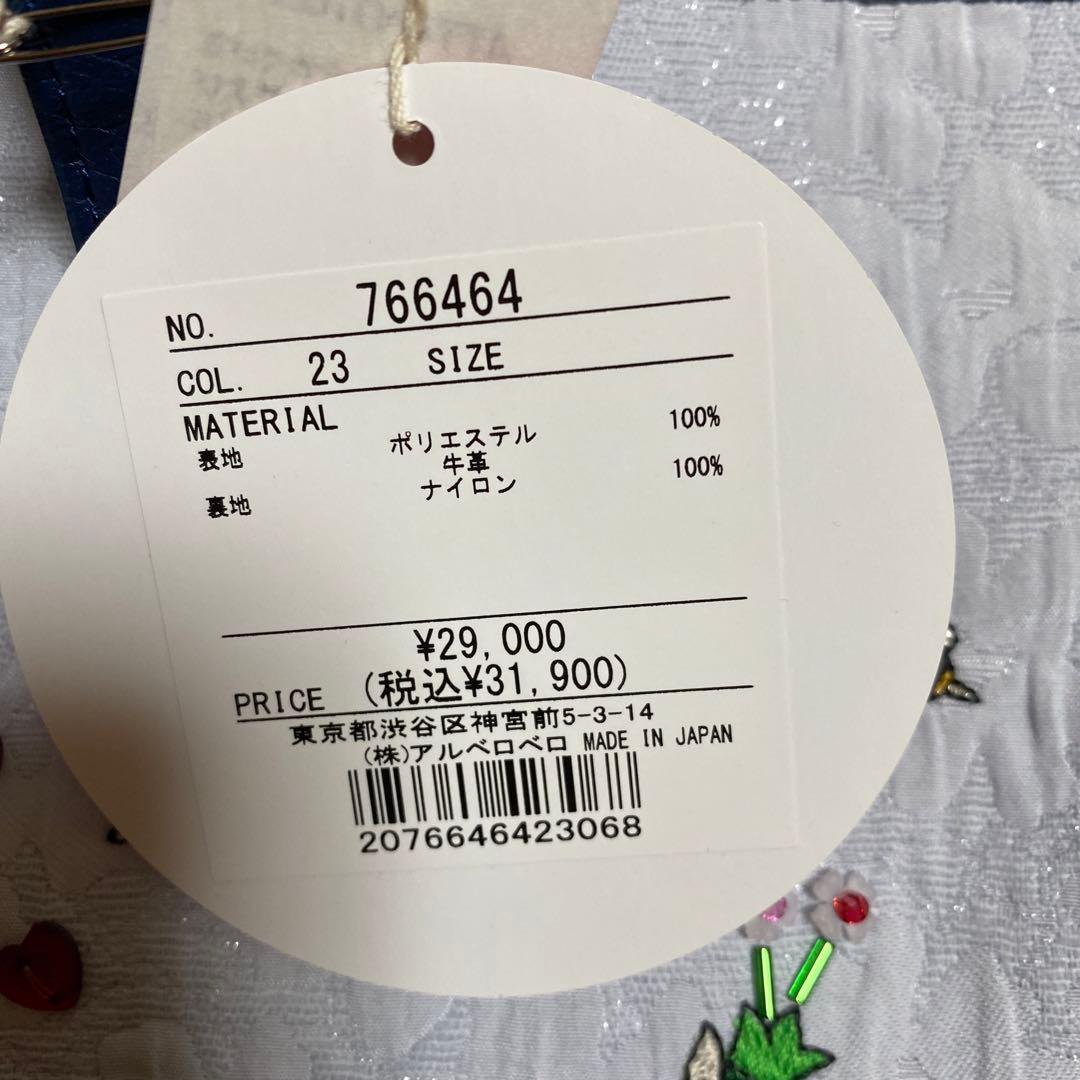 NO. 766464
COL. 23 SIZE
MATERIAL
表地 ポリエステル 100%
牛革
裏地 ナイロン 100%
¥29,000
PRICE (税込¥31,900)
東京都渋谷区神宮前5-3-14
(株)アルベロベロ MADE IN JAPAN
2076646423068